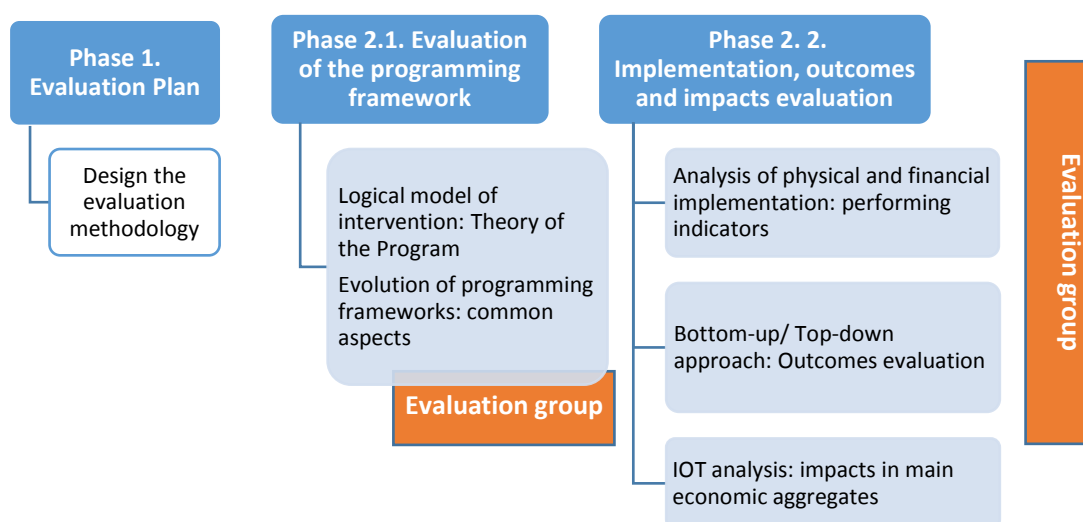 Phase 1.
Evaluation Plan
Design the
evaluation
methodology
Phase 2.1. Evaluation
of the programming
framework
Logical model of
intervention: Theory of
the Program
Evolution of programming
frameworks: common
aspects
Evaluation group
Phase 2. 2.
Implementation, outcomes
and impacts evaluation
Analysis of physical and financial
implementation: performing
indicators
Bottom-up/ Top-down
approach: Outcomes evaluation
IOT analysis: impacts in main
economic aggregates
Evaluation group